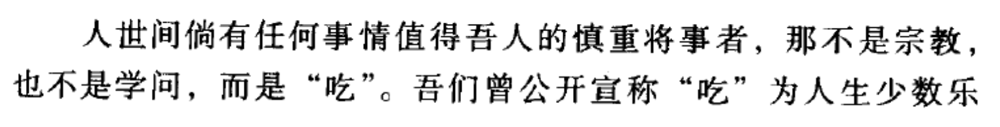 人世间倘有任何事情值得吾人的慎重将事者，那不是宗教，
也不是学问，而是“吃”。吾们曾公开宣称“吃”为人生少数乐